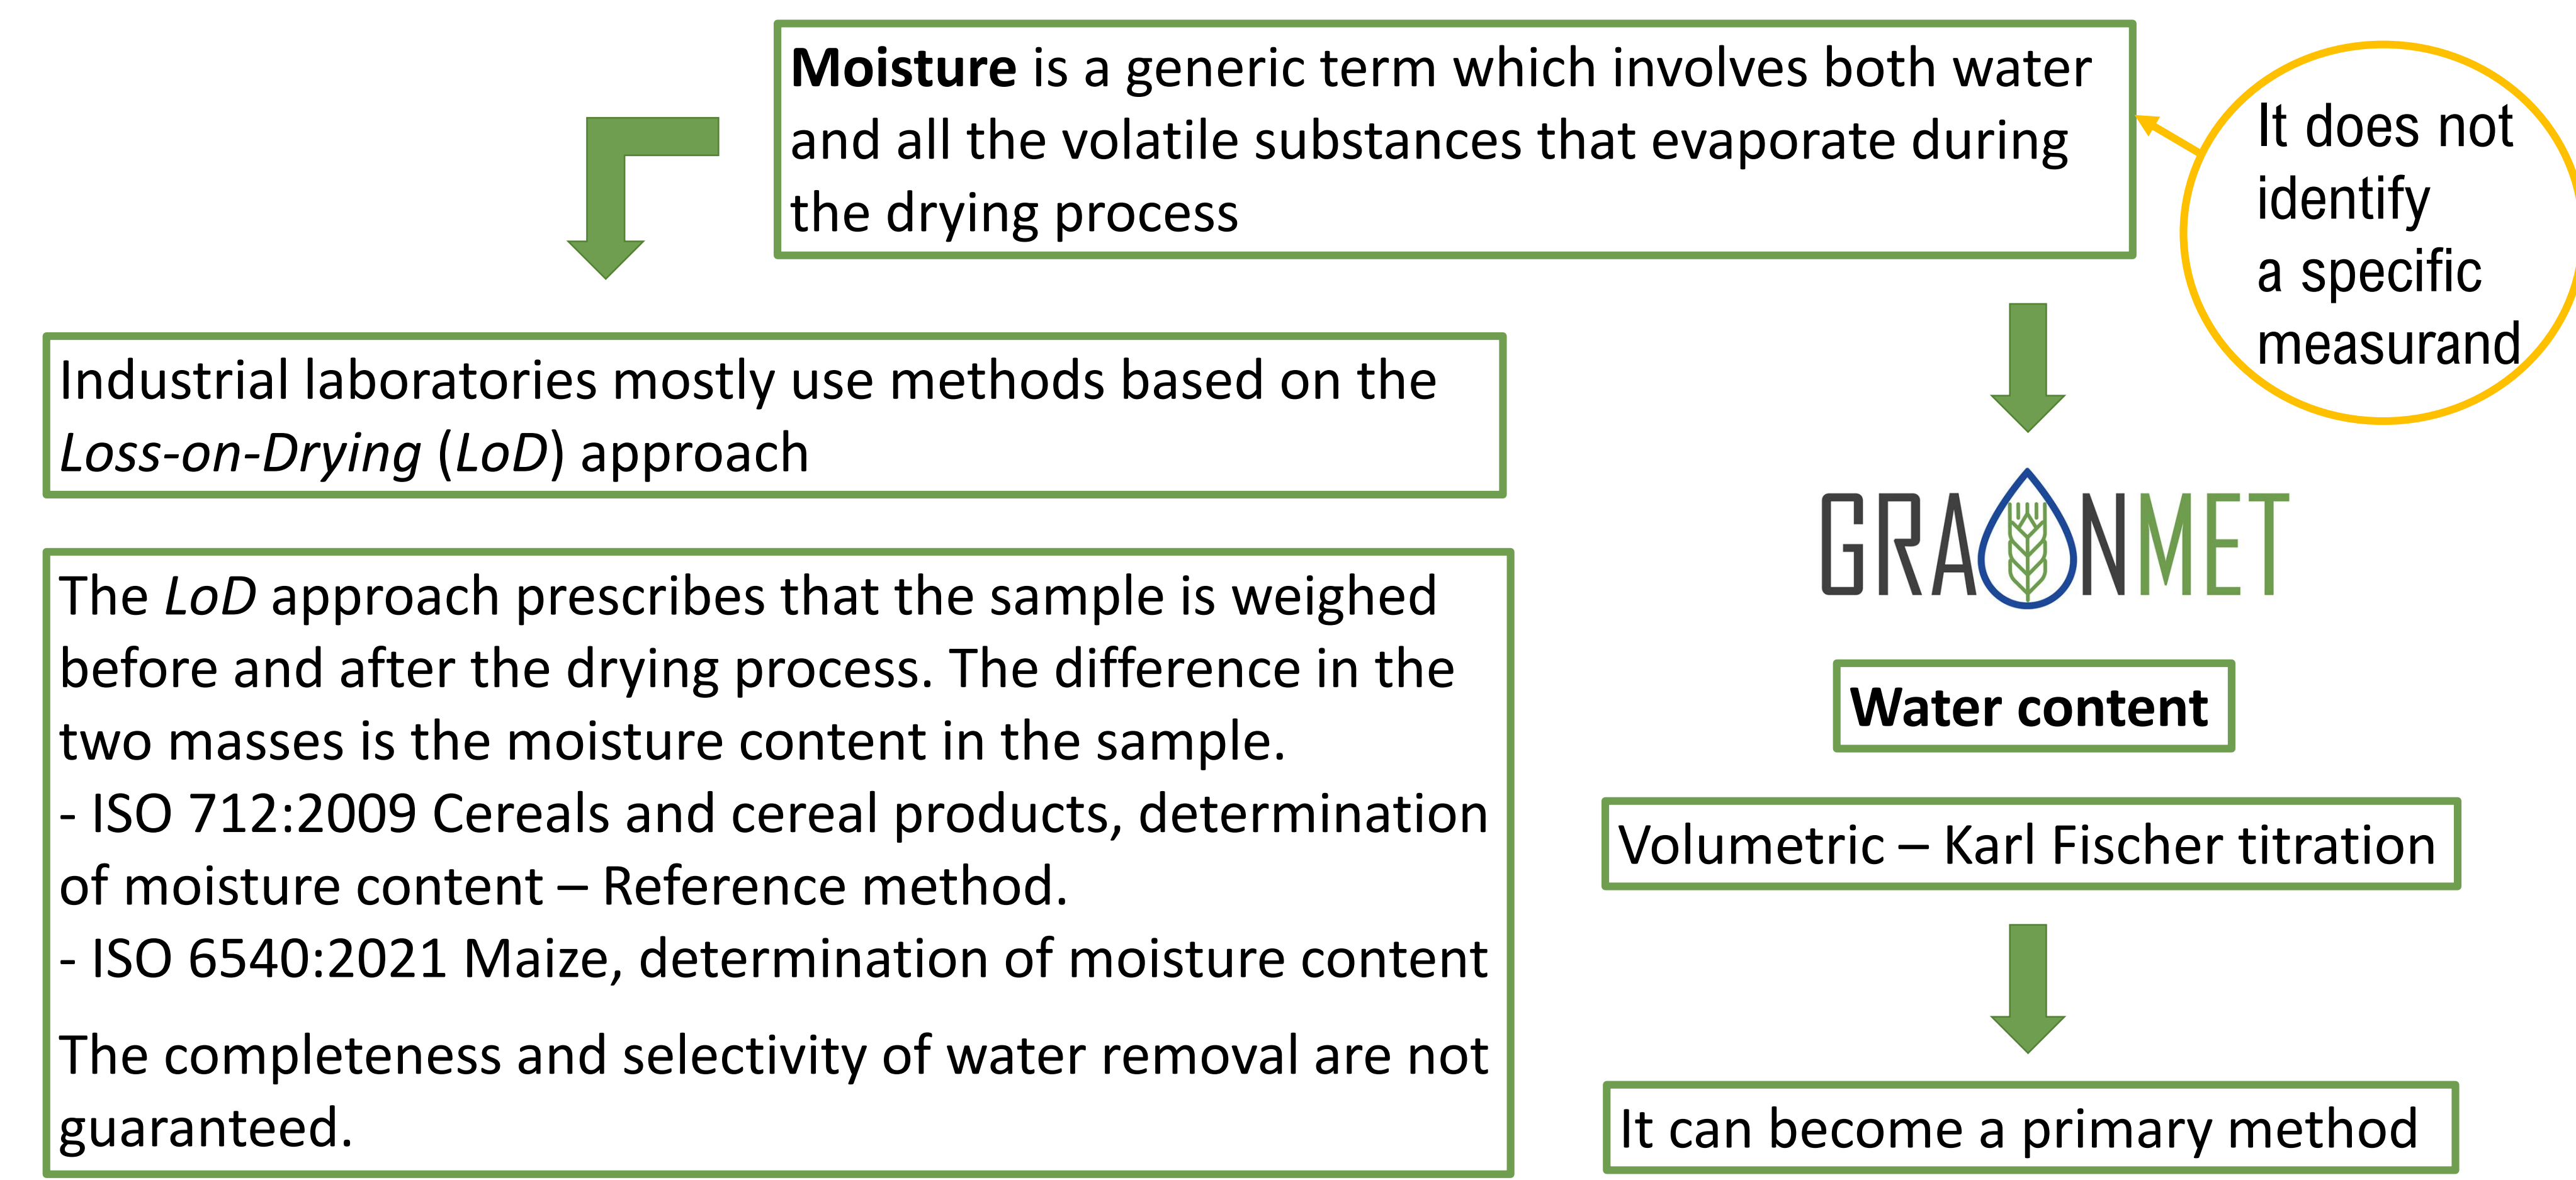 Moisture is a generic term which involves both water
and all the volatile substances that evaporate during
the drying process
It does not
identify
a specific
measurand
Industrial laboratories mostly use methods based on the
Loss-on-Drying (LoD) approach
The LoD approach prescribes that the sample is weighed
before and after the drying process. The difference in the
two masses is the moisture content in the sample.
- ISO 712:2009 Cereals and cereal products, determination
of moisture content – Reference method.
- ISO 6540:2021 Maize, determination of moisture content
The completeness and selectivity of water removal are not
guaranteed.
GRAINMET
Water content
Volumetric – Karl Fischer titration
It can become a primary method